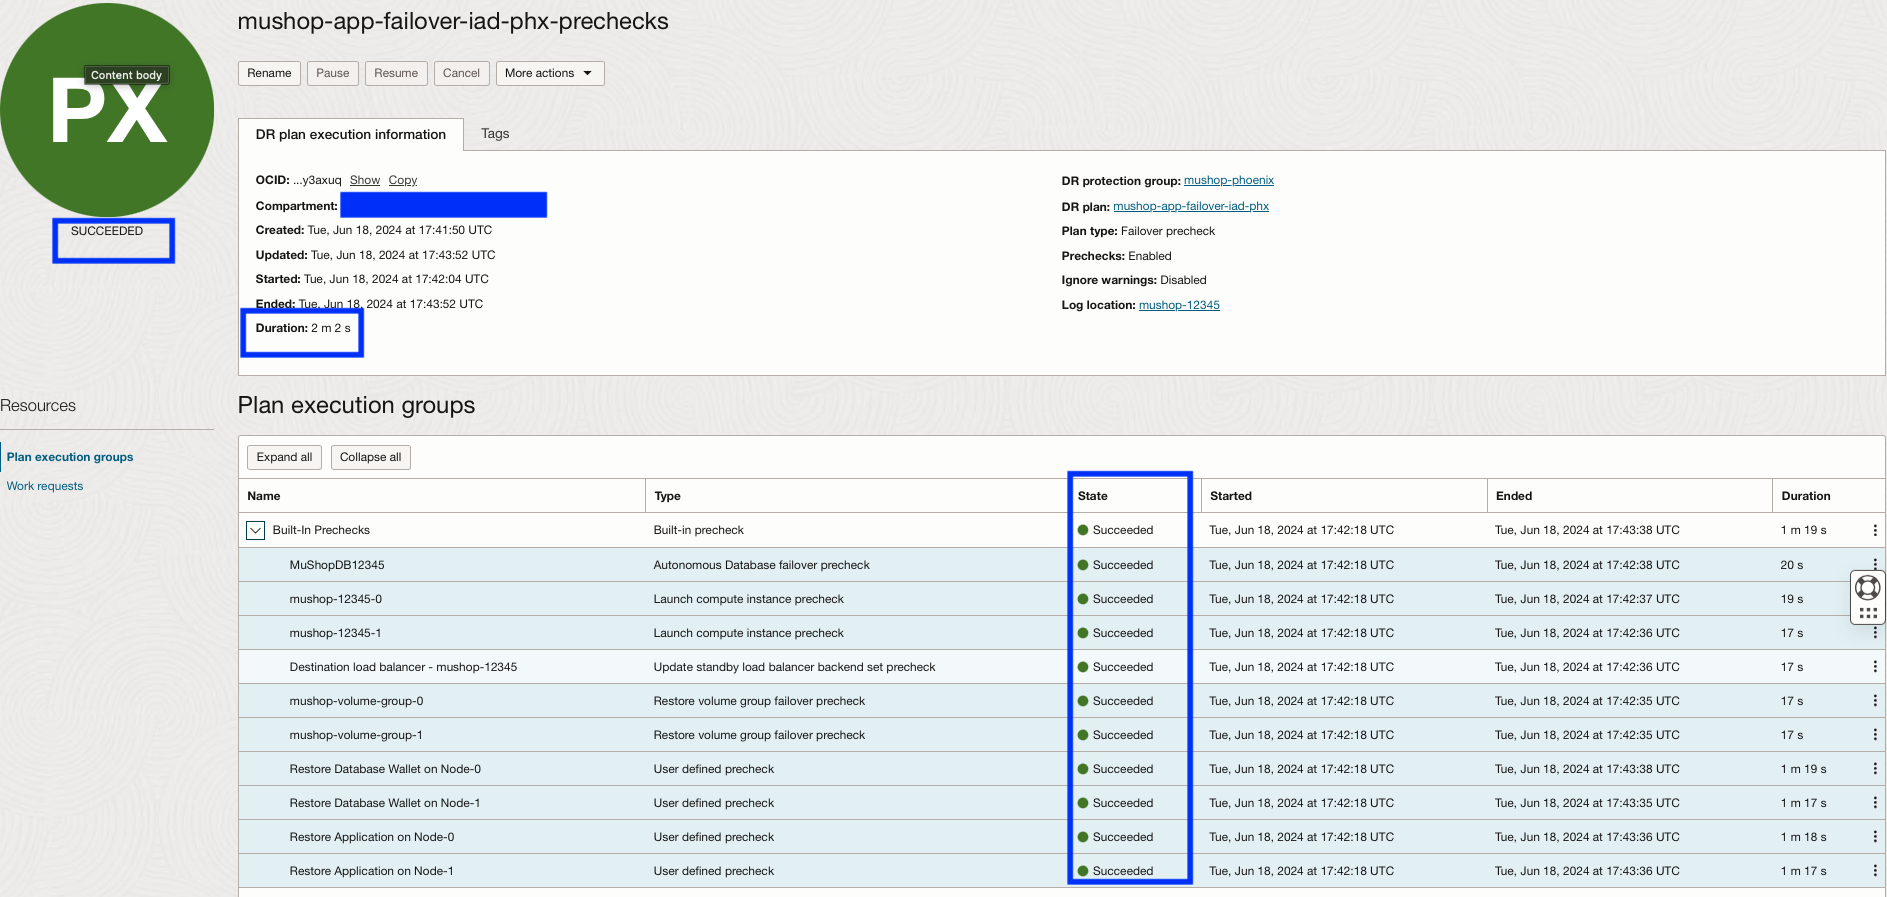 mushop-app-failover-iad-phx-prechecks
Content body
PX
SUCCEEDED
Rename Pause Resume Cancel More actions
DR plan execution information Tags
OCID: ...y3axuq Show Copy
Compartment:
Created: Tue, Jun 18, 2024 at 17:41:50 UTC
Updated: Tue, Jun 18, 2024 at 17:43:52 UTC
Started: Tue, Jun 18, 2024 at 17:42:04 UTC
Ended: Tue, Jun 18, 2024 at 17:43:52 UTC
Duration: 2 m 2 s
DR protection group: mushop-phoenix
DR plan: mushop-app-failover-iad-phx
Plan type: Failover precheck
Prechecks: Enabled
Ignore warnings: Disabled
Log location: mushop-12345
Resources
Plan execution groups
Work requests
Plan execution groups
Expand all Collapse all
Name Type State Started Ended Duration
Built-In Prechecks Built-in precheck Succeeded Tue, Jun 18, 2024 at 17:42:18 UTC Tue, Jun 18, 2024 at 17:43:38 UTC 1 m 19 s
MuShopDB12345 Autonomous Database failover precheck Succeeded Tue, Jun 18, 2024 at 17:42:18 UTC Tue, Jun 18, 2024 at 17:42:38 UTC 20 s
mushop-12345-0 Launch compute instance precheck Succeeded Tue, Jun 18, 2024 at 17:42:18 UTC Tue, Jun 18, 2024 at 17:42:37 UTC 19 s
mushop-12345-1 Launch compute instance precheck Succeeded Tue, Jun 18, 2024 at 17:42:18 UTC Tue, Jun 18, 2024 at 17:42:36 UTC 17 s
Destination load balancer - mushop-12345 Update standby load balancer backend set precheck Succeeded Tue, Jun 18, 2024 at 17:42:18 UTC Tue, Jun 18, 2024 at 17:42:36 UTC 17 s
mushop-volume-group-0 Restore volume group failover precheck Succeeded Tue, Jun 18, 2024 at 17:42:18 UTC Tue, Jun 18, 2024 at 17:42:35 UTC 17 s
mushop-volume-group-1 Restore volume group failover precheck Succeeded Tue, Jun 18, 2024 at 17:42:18 UTC Tue, Jun 18, 2024 at 17:42:35 UTC 17 s
Restore Database Wallet on Node-0 User defined precheck Succeeded Tue, Jun 18, 2024 at 17:42:18 UTC Tue, Jun 18, 2024 at 17:43:38 UTC 1 m 19 s
Restore Database Wallet on Node-1 User defined precheck Succeeded Tue, Jun 18, 2024 at 17:42:18 UTC Tue, Jun 18, 2024 at 17:43:35 UTC 1 m 17 s
Restore Application on Node-0 User defined precheck Succeeded Tue, Jun 18, 2024 at 17:42:18 UTC Tue, Jun 18, 2024 at 17:43:36 UTC 1 m 18 s
Restore Application on Node-1 User defined precheck Succeeded Tue, Jun 18, 2024 at 17:42:18 UTC Tue, Jun 18, 2024 at 17:43:36 UTC 1 m 17 s